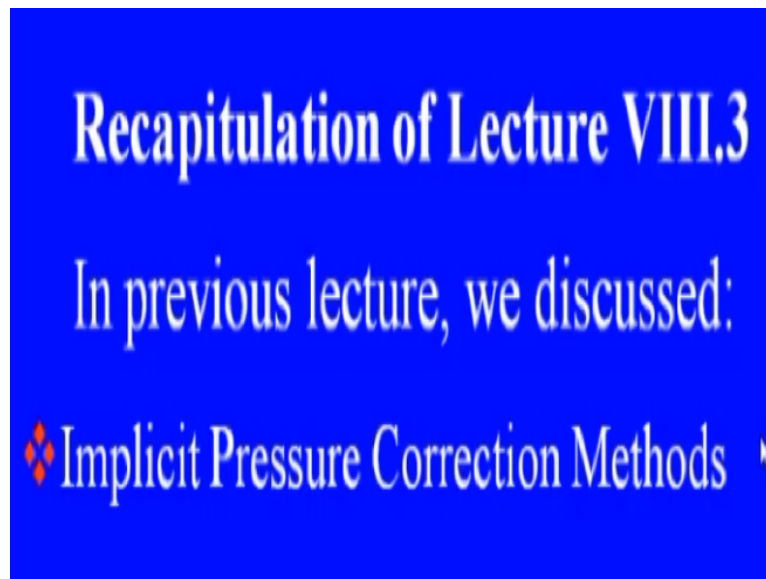 Recapitulation of Lecture VIII.3
In previous lecture, we discussed:
Implicit Pressure Correction Methods